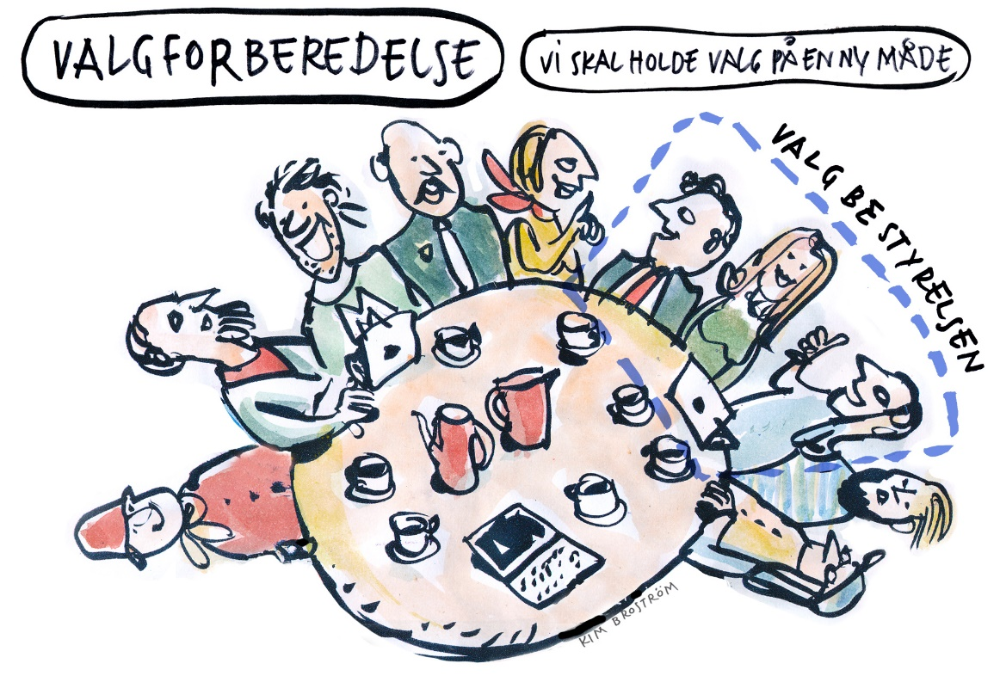 VALGFORBEREDELSE
Vi SKAL HOLDE VALG PÅ EN NY MÅDE
VALGBESTYRELSEN
KIM BROSTRÖM